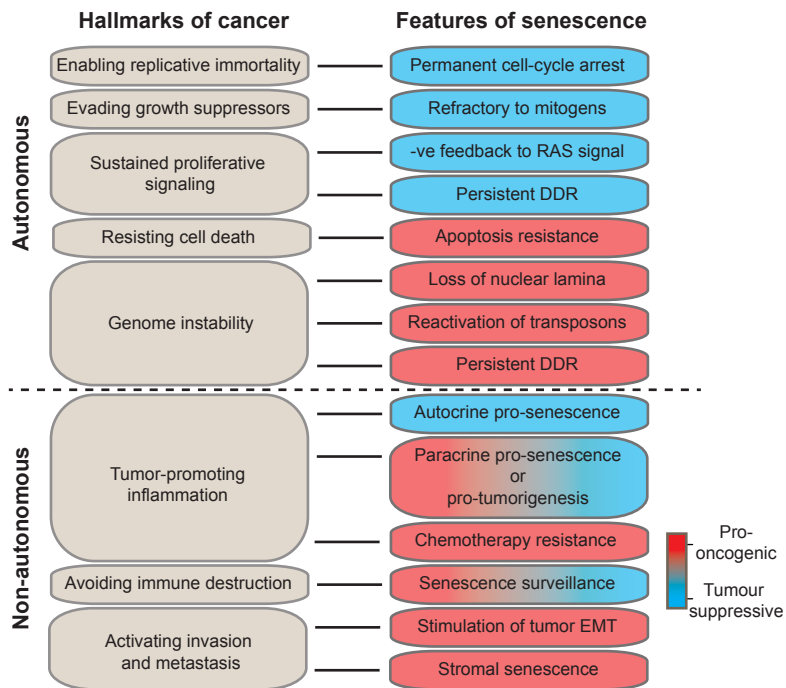 Hallmarks of cancer
Features of senescence
Autonomous
Enabling replicative immortality
Permanent cell-cycle arrest
Evading growth suppressors
Refractory to mitogens
Sustained proliferative
signaling
-ve feedback to RAS signal
Persistent DDR
Resisting cell death
Apoptosis resistance
Genome instability
Loss of nuclear lamina
Reactivation of transposons
Persistent DDR
Non-autonomous
Tumor-promoting
inflammation
Autocrine pro-senescence
Paracrine pro-senescence
or
pro-tumorigenesis
Chemotherapy resistance
Avoiding immune destruction
Senescence surveillance
Activating invasion
and metastasis
Stimulation of tumor EMT
Stromal senescence
Pro-
oncogenic
Tumour
suppressive